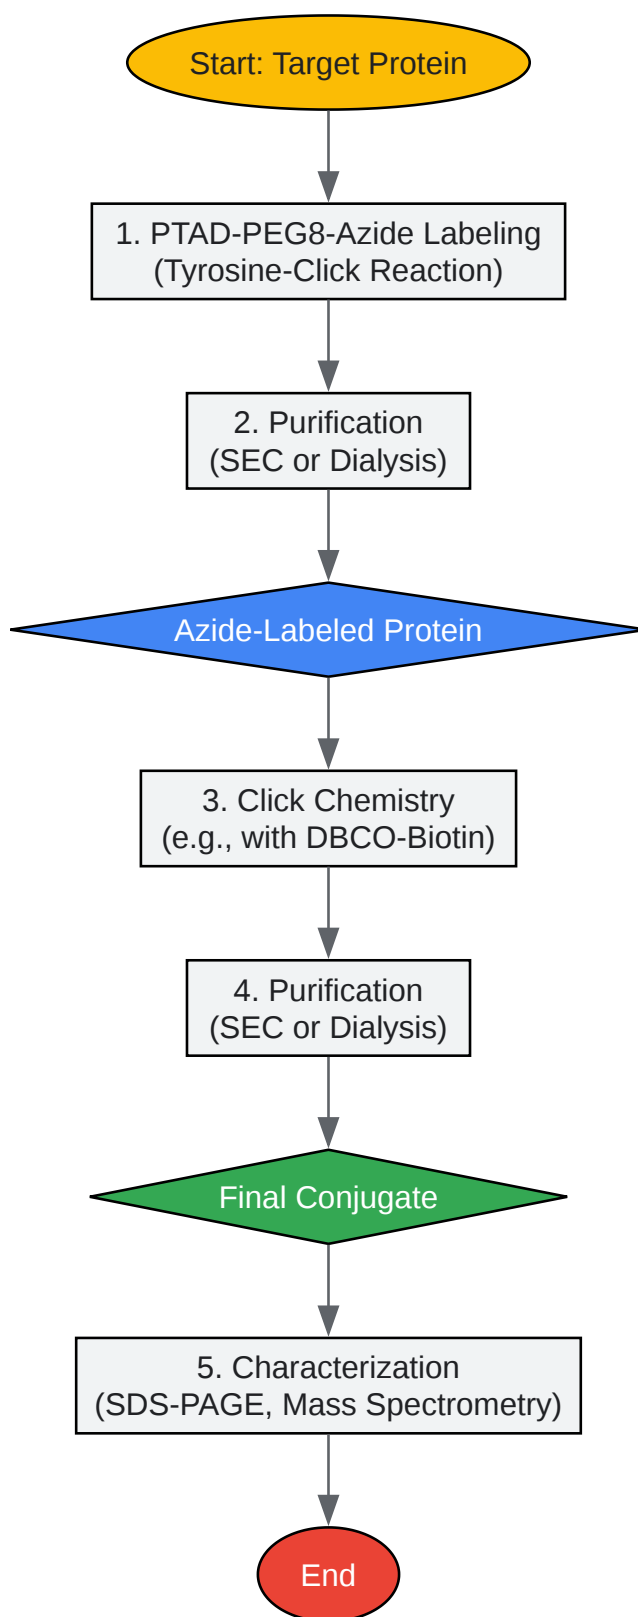 Start: Target Protein
1. PTAD-PEG8-Azide Labeling
(Tyrosine-Click Reaction)
2. Purification
(SEC or Dialysis)
Azide-Labeled Protein
3. Click Chemistry
(e.g., with DBCO-Biotin)
4. Purification
(SEC or Dialysis)
Final Conjugate
5. Characterization
(SDS-PAGE, Mass Spectrometry)
End